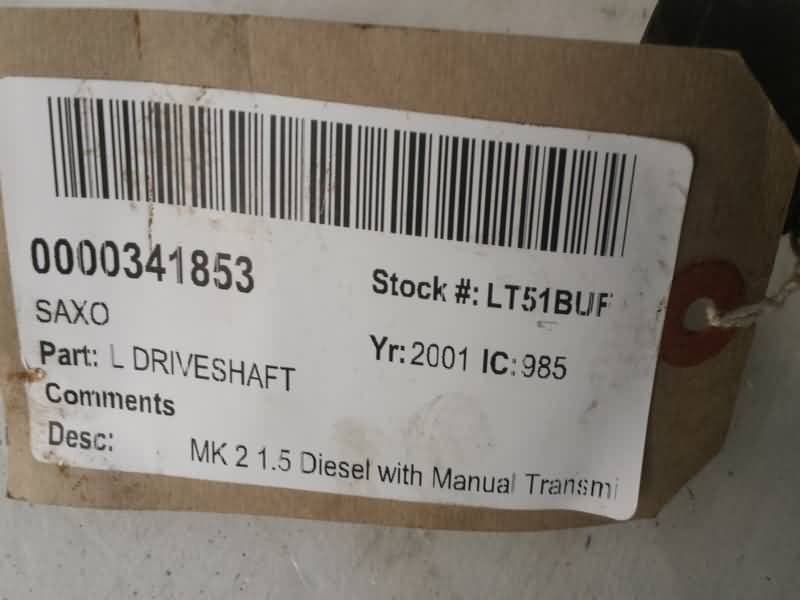 0000341853
Stock #: LT51BUF
SAXO
Yr: 2001 IC: 985
Part: L DRIVESHAFT
Comments
Desc: MK 2 1.5 Diesel with Manual Transmi